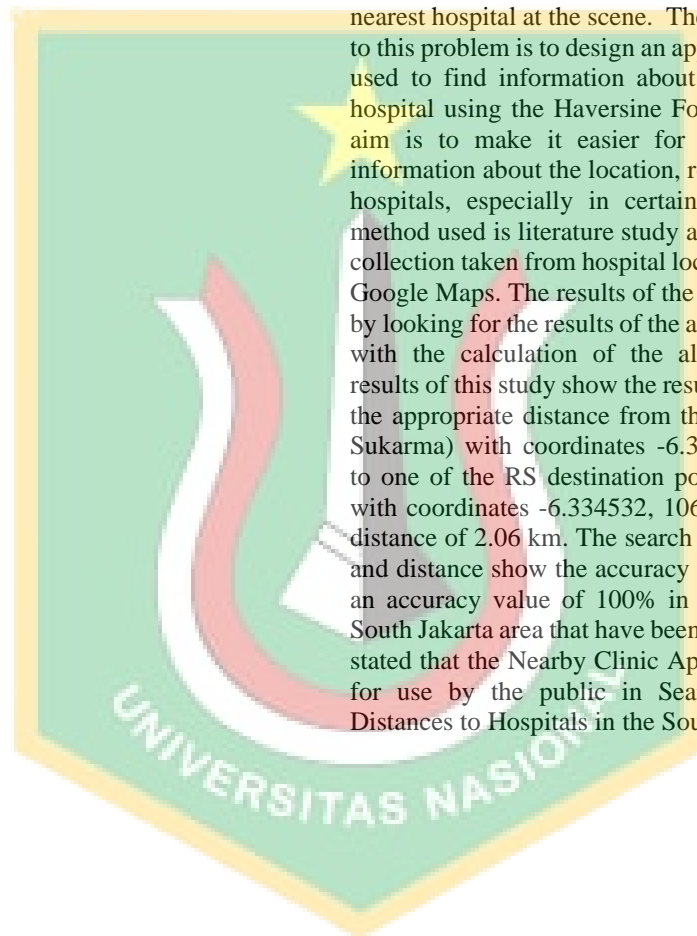 nearest hospital at the scene. The
to this problem is to design an ap
used to find information about
hospital using the Haversine Fo
aim is to make it easier for
information about the location, r
hospitals, especially in certain
method used is literature study a
collection taken from hospital loc
Google Maps. The results of the
by looking for the results of the a
with the calculation of the al
results of this study show the resu
the appropriate distance from th
Sukarma) with coordinates -6.3
to one of the RS destination po
with coordinates -6.334532, 106
distance of 2.06 km. The search
and distance show the accuracy
an accuracy value of 100% in
South Jakarta area that have been
stated that the Nearby Clinic Ap
for use by the public in Sea
Distances to Hospitals in the Sou
UNIVERSITAS NASIONAL